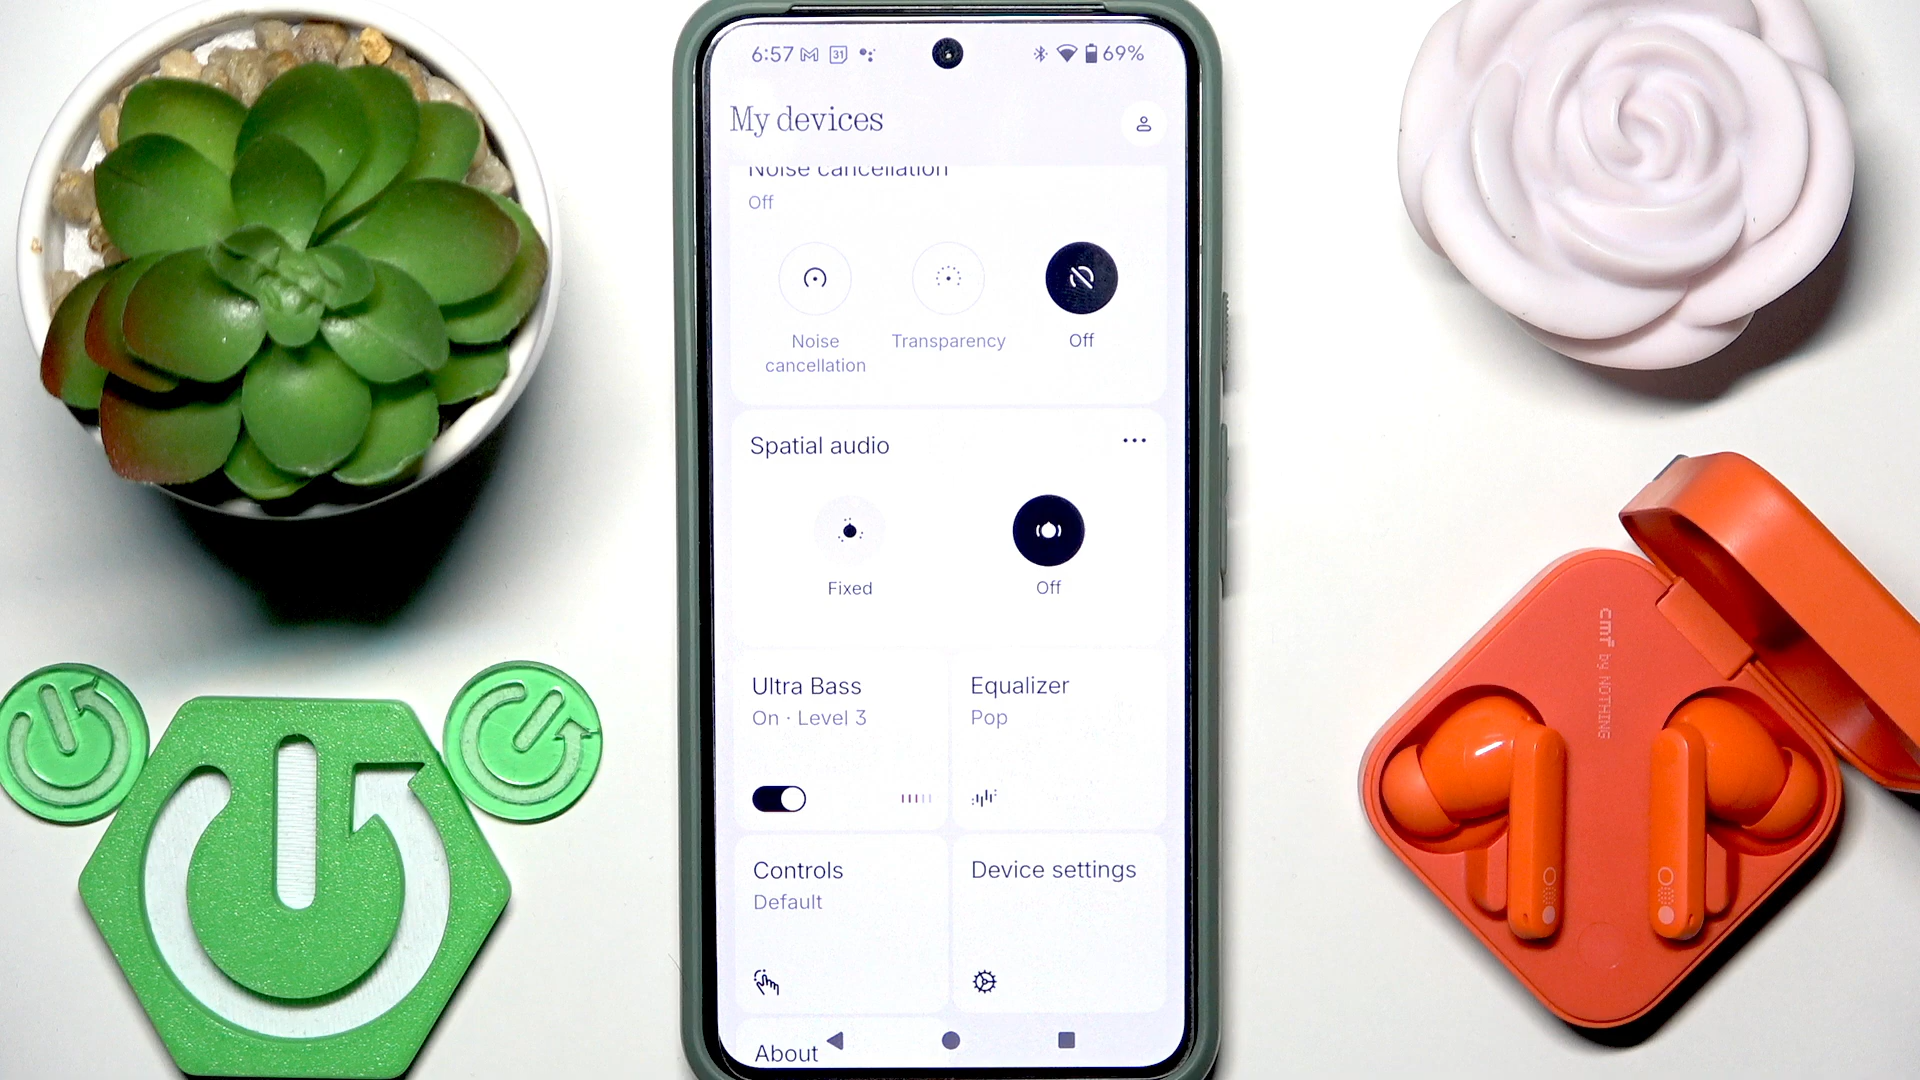 6:57
31
69%
My devices
Noise cancellation
Off
Noise cancellation
Transparency
Off
Spatial audio
Fixed
Off
Ultra Bass
On · Level 3
Equalizer
Pop
Controls
Default
Device settings
About
cmf by NOTHING